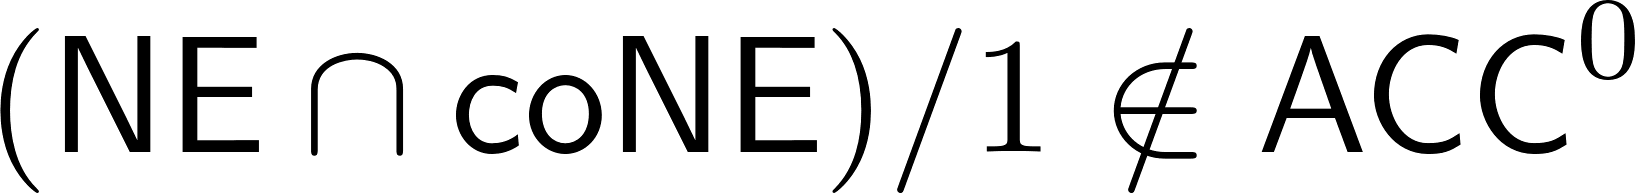 (NE ∩ coNE)/1 ∉ ACC⁰